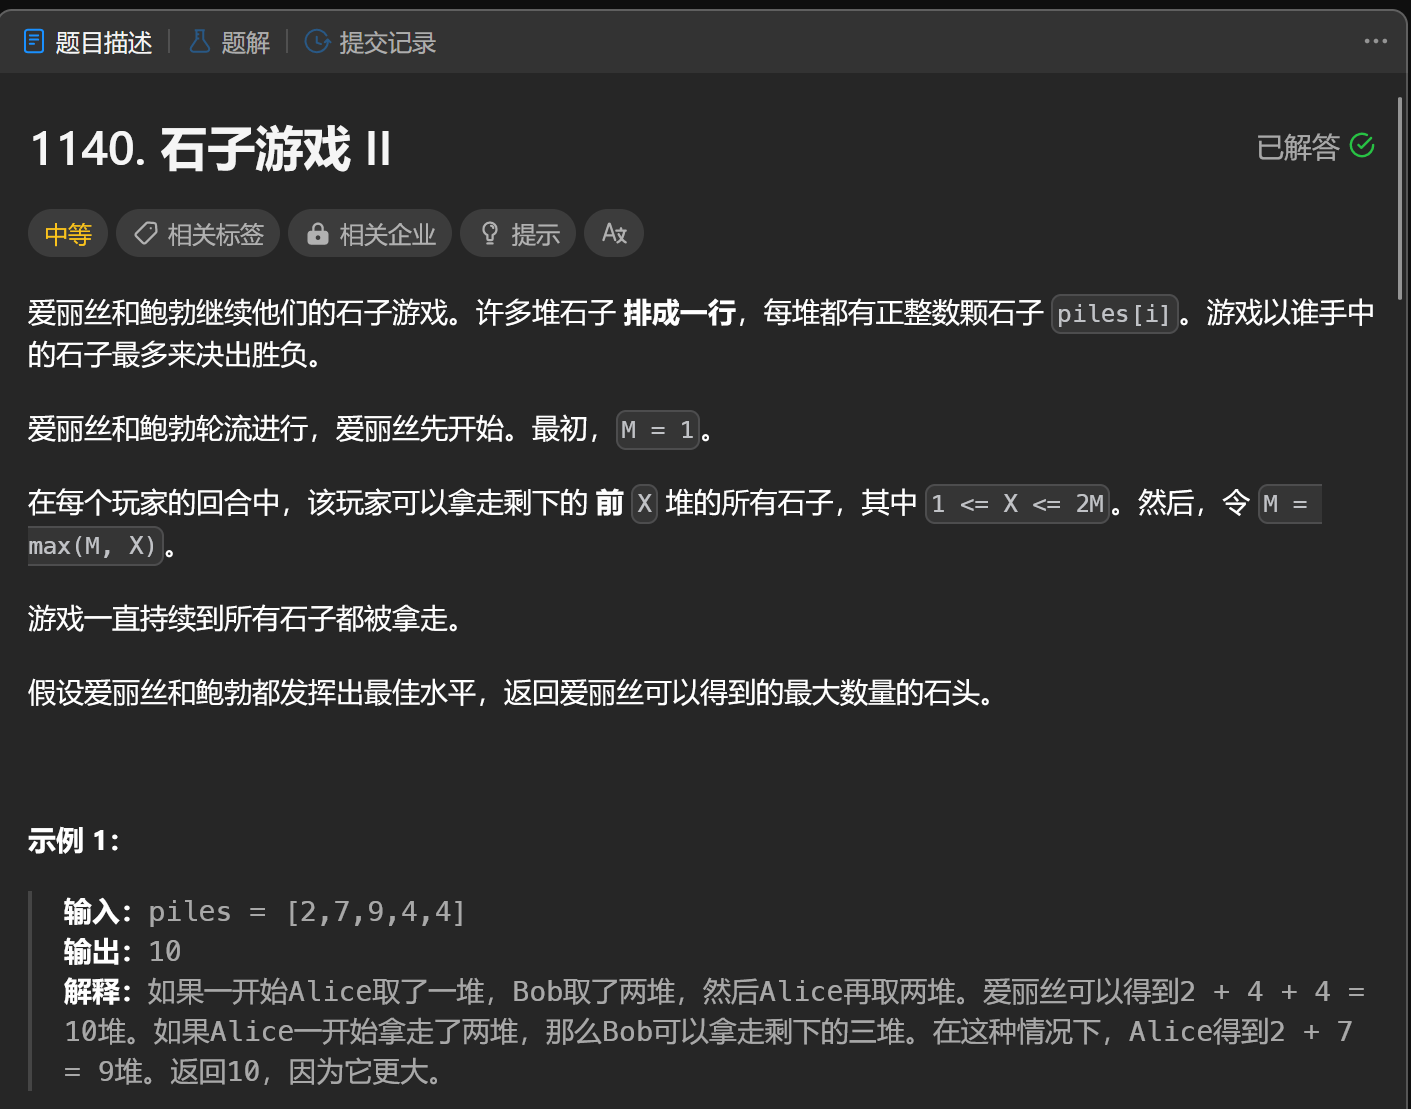 题目描述 | 题解 | 提交记录
1140. 石子游戏 II
已解答
中等 相关标签 相关企业 提示
爱丽丝和鲍勃继续他们的石子游戏。许多堆石子 排成一行，每堆都有正整数颗石子 piles[i]。游戏以谁手中
的石子最多来决出胜负。
爱丽丝和鲍勃轮流进行，爱丽丝先开始。最初，M = 1。
在每个玩家的回合中，该玩家可以拿走剩下的 前 X 堆的所有石子，其中 1 <= X <= 2M。然后，令 M =
max(M, X)。
游戏一直持续到所有石子都被拿走。
假设爱丽丝和鲍勃都发挥出最佳水平，返回爱丽丝可以得到的最大数量的石头。
示例 1：
输入：piles = [2,7,9,4,4]
输出：10
解释：如果一开始Alice取了一堆，Bob取了两堆，然后Alice再取两堆。爱丽丝可以得到2 + 4 + 4 =
10堆。如果Alice一开始拿走了两堆，那么Bob可以拿走剩下的三堆。在这种情况下，Alice得到2 + 7
= 9堆。返回10，因为它更大。